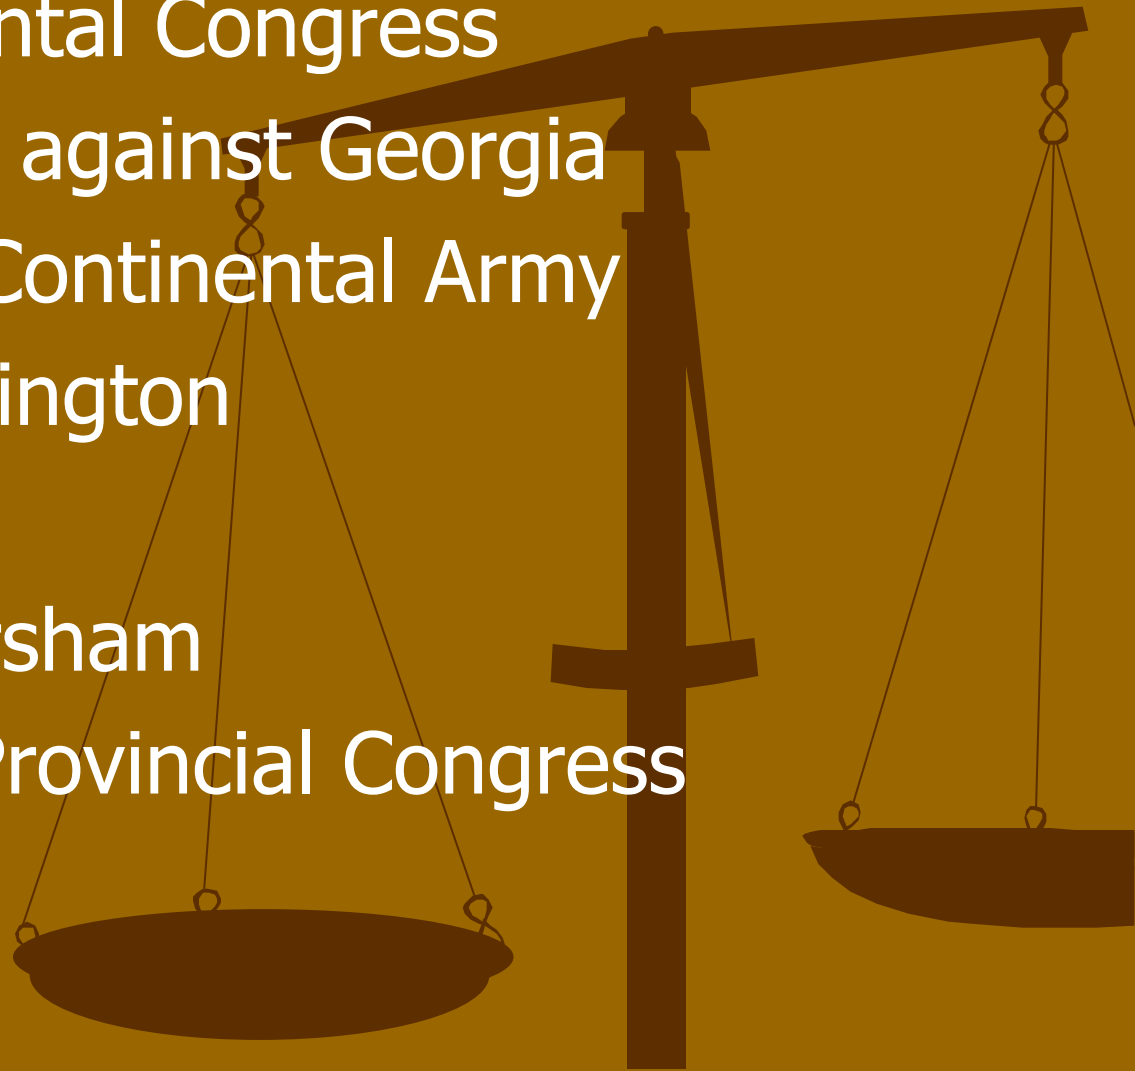 ntal Congress
against Georgia
Continental Army
ington
rsham
Provincial Congress